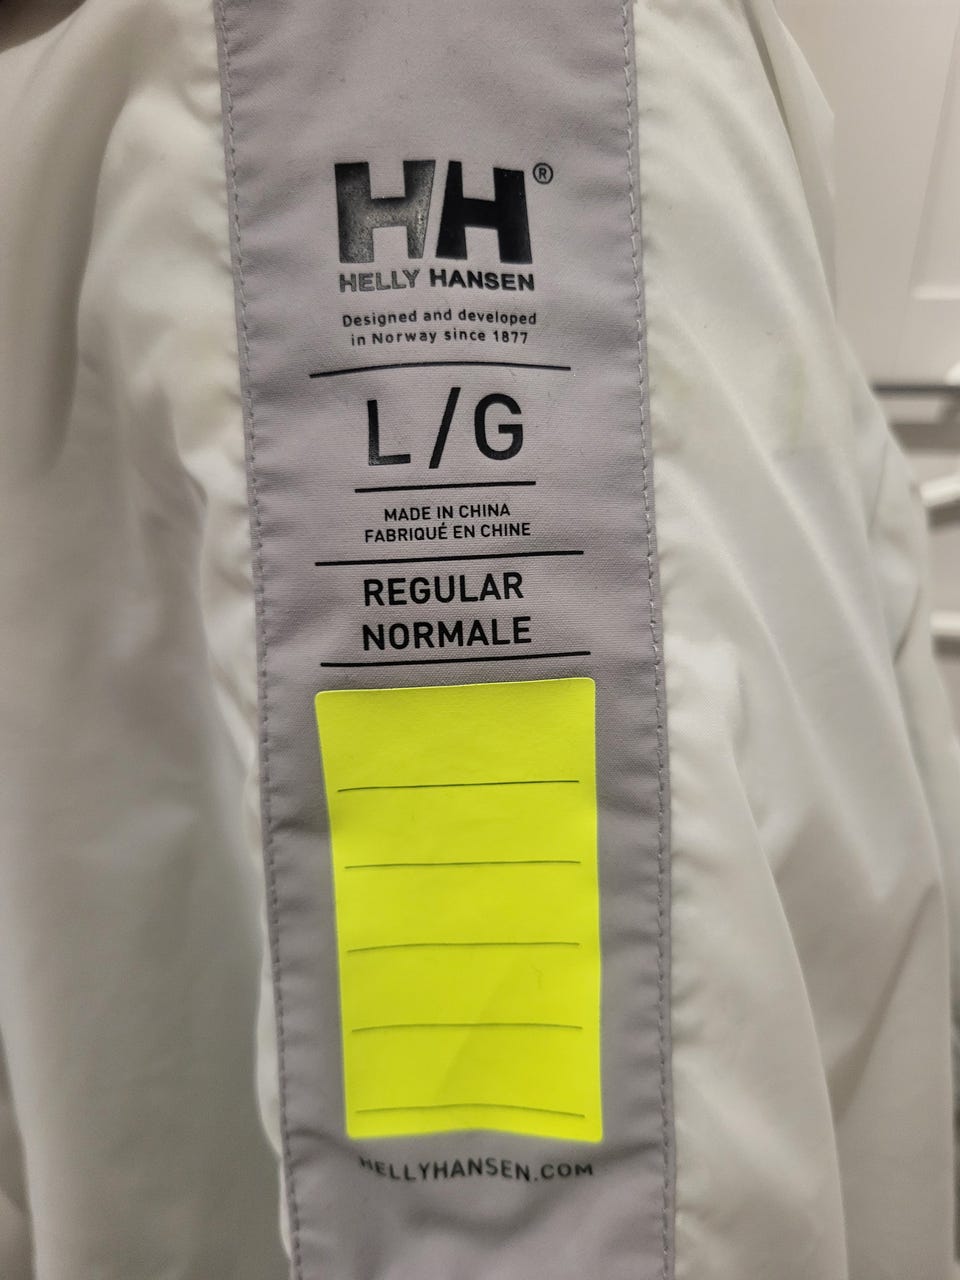 HH®
HELLY HANSEN
Designed and developed
in Norway since 1877
L/G
MADE IN CHINA
FABRIQUÉ EN CHINE
REGULAR
NORMALE
HELLYHANSEN.COM